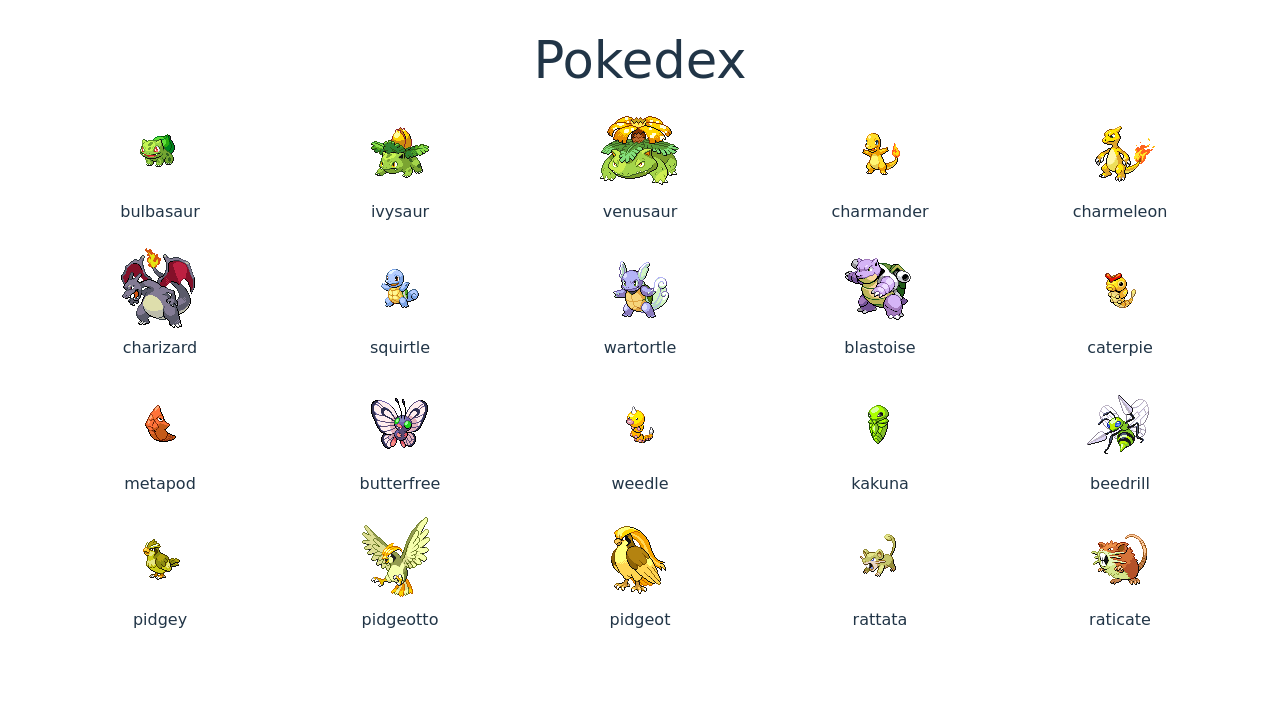 Pokedex
bulbasaur ivysaur venusaur charmander charmeleon
charizard squirtle wartortle blastoise caterpie
metapod butterfree weedle kakuna beedrill
pidgey pidgeotto pidgeot rattata raticate